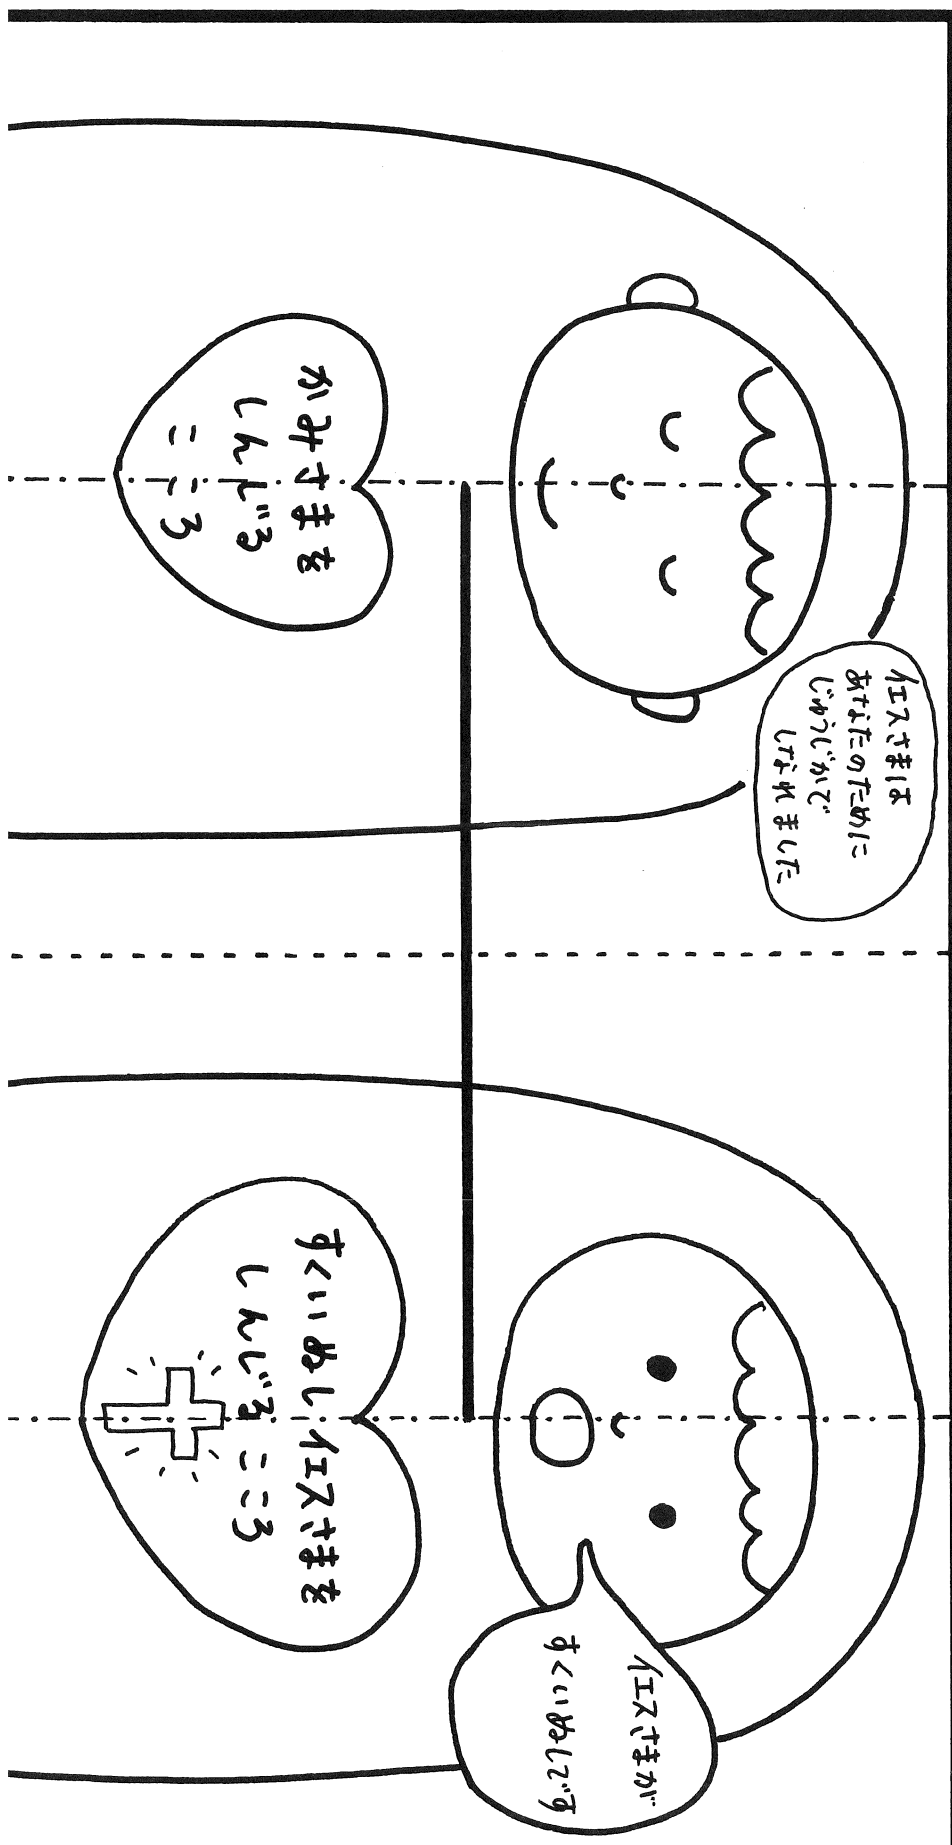 イエスさまは
あなたのために
じゅうじかで
しなれました
かみさまを
しんじる
こころ
イエスさまが
すくいぬしです
すくいぬしイエスさまを
しんじるこころ